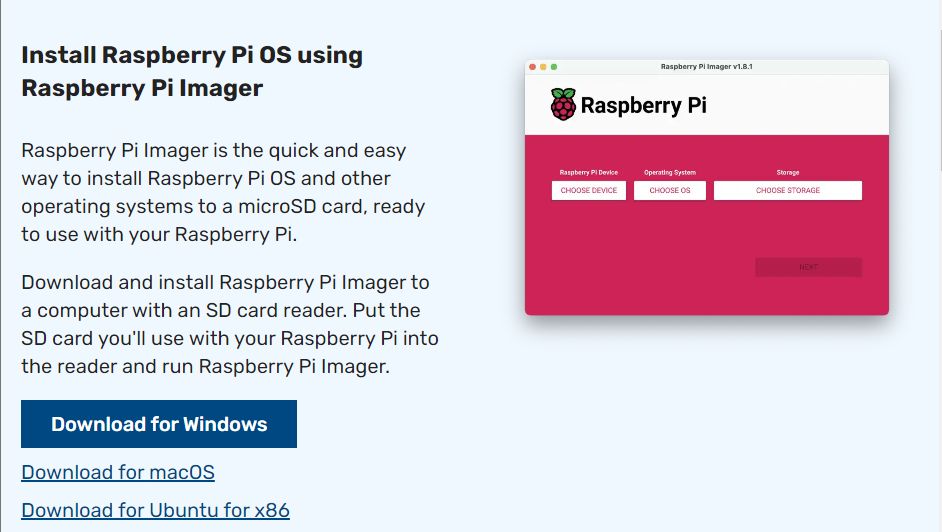 Install Raspberry Pi OS using
Raspberry Pi Imager
Raspberry Pi Imager is the quick and easy
way to install Raspberry Pi OS and other
operating systems to a microSD card, ready
to use with your Raspberry Pi.
Download and install Raspberry Pi Imager to
a computer with an SD card reader. Put the
SD card you'll use with your Raspberry Pi into
the reader and run Raspberry Pi Imager.
Download for Windows
Download for macOS
Download for Ubuntu for x86
Raspberry Pi Imager v1.8.1
Raspberry Pi
Raspberry Pi Device Operating System Storage
CHOOSE DEVICE CHOOSE OS CHOOSE STORAGE
NEXT